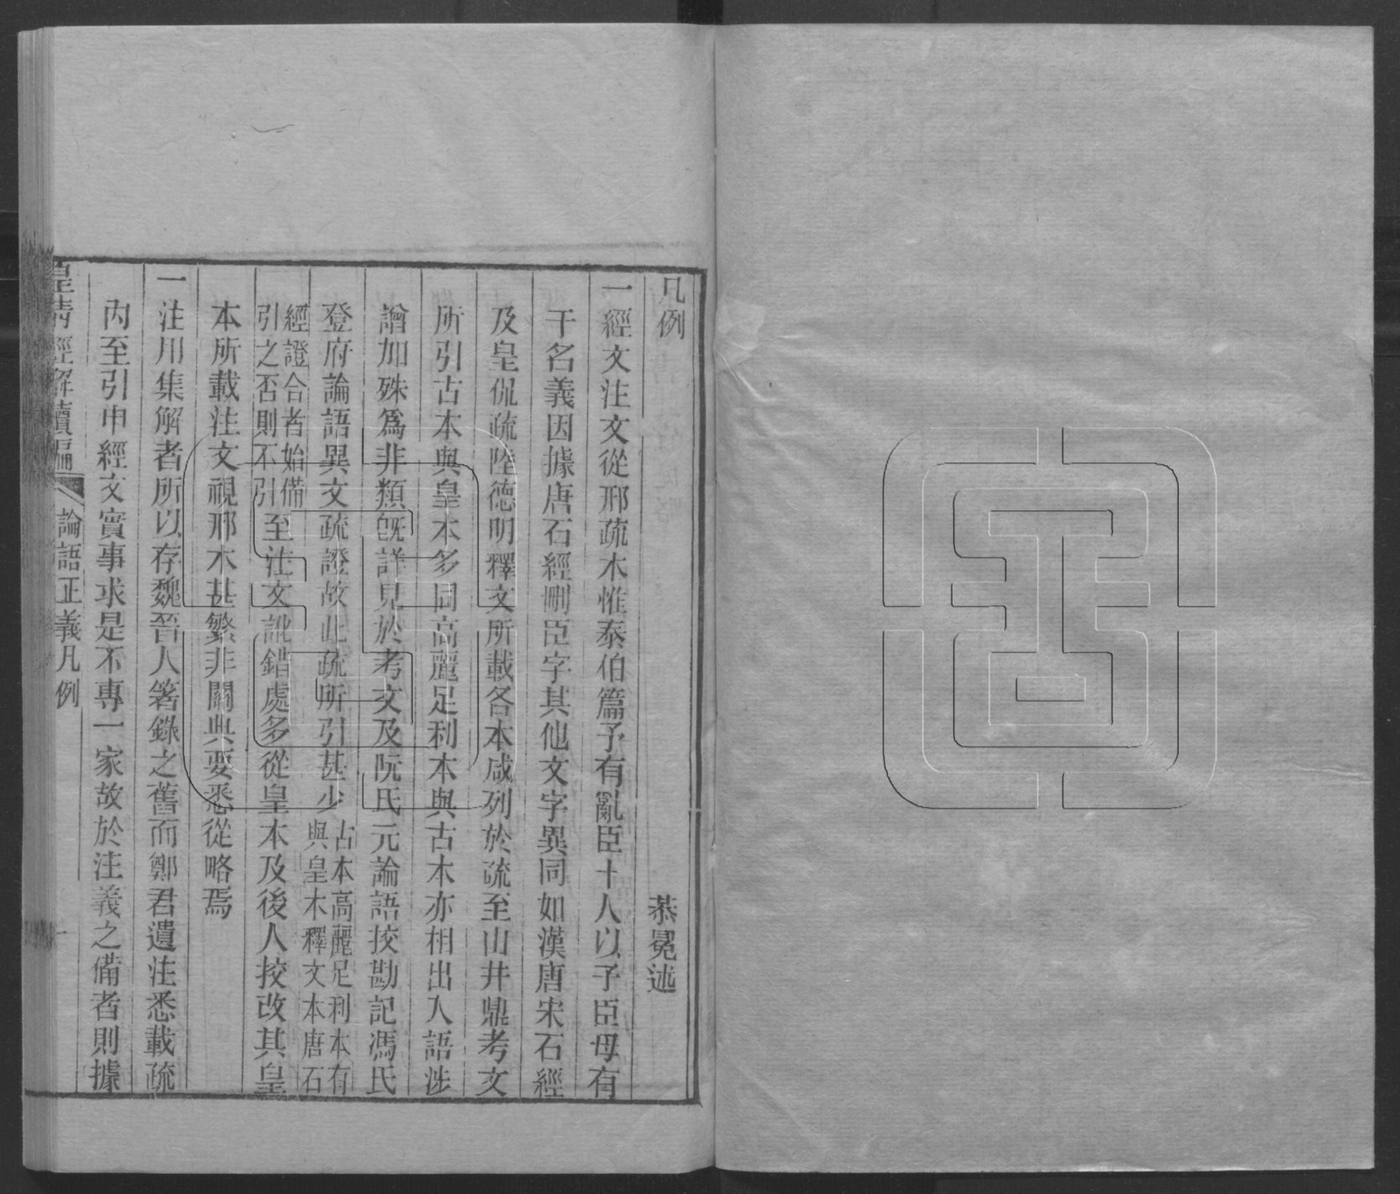 凡例 恭冕述
一經文注文從邢疏本惟泰伯篇予有亂臣十人以子臣母有
干名義因據唐石經刪臣字其他文字異同如漢唐宋石經
及皇侃疏陸德明釋文所載各本咸列於疏至山井鼎考文
所引古本與皇本多同高麗足利本與古本亦相出入語涉
譌加殊爲非類旣詳見於考文及阮氏元論語挍勘記馮氏
登府論語異文疏證故此疏所引甚少古本高麗足利本有與皇本釋文本唐石
經證合者始備引之否則不引至注文訛錯處多從皇本及後人挍改其皇
本所載注文視邢本甚繁非關典要悉從略焉
一注用集解者所以存魏晉人箸錄之舊而鄭君遺注悉載疏
內至引申經文實事求是不專一家故於注義之備者則據
皇清經解續編 論語正義凡例 一